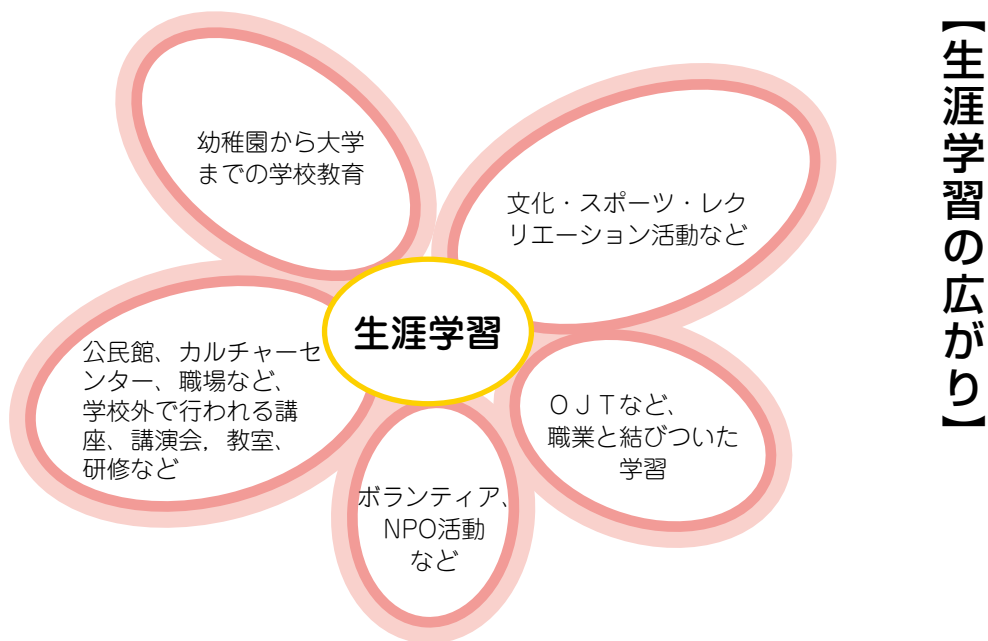 【生涯学習の広がり】
幼稚園から大学
までの学校教育
文化・スポーツ・レク
リエーション活動など
生涯学習
公民館、カルチャーセ
ンター、職場など、
学校外で行われる講
座、講演会，教室、
研修など
ＯＪＴなど、
職業と結びついた
学習
ボランティア、
NPO活動
など